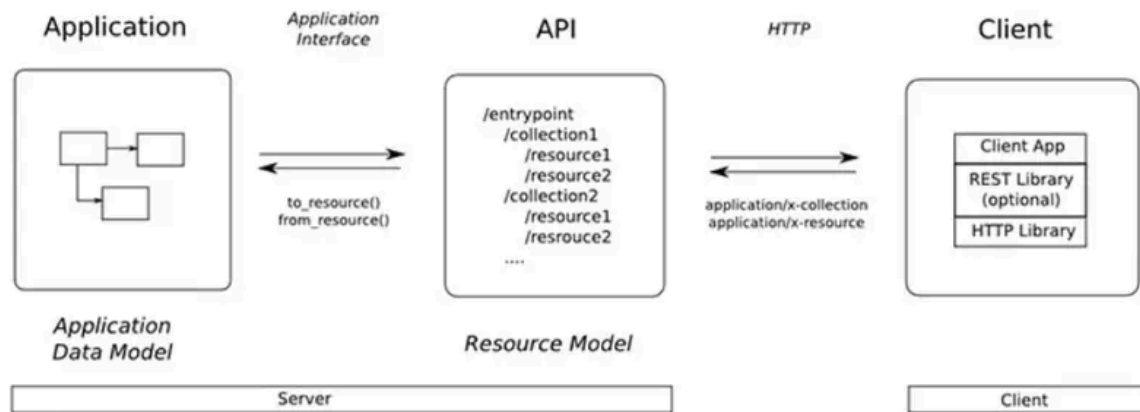 Application
Application
Interface
API
HTTP
Client
/entrypoint
/collection1
/resource1
/resource2
/collection2
/resource1
/resrouce2
....
to_resource()
from_resource()
application/x-collection
application/x-resource
Client App
REST Library
(optional)
HTTP Library
Application
Data Model
Resource Model
Server
Client